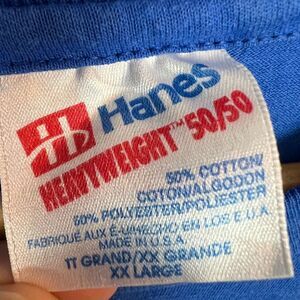 Hanes
HEAVYWEIGHT™ 50/50
50% COTTON/
COTON/ALGODON
50% POLYESTER/POLIESTER
FABRIQUE AUX É-U/HECHO EN LOS E.U.A.
MADE IN U.S.A.
TT GRAND/XX GRANDE
XX LARGE